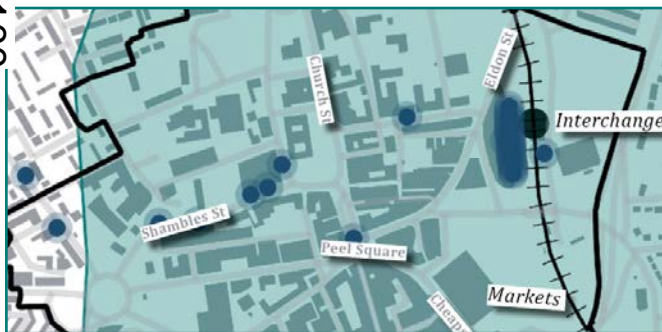 Church St
Eldon St
Interchange
Shambles St
Peel Square
Markets